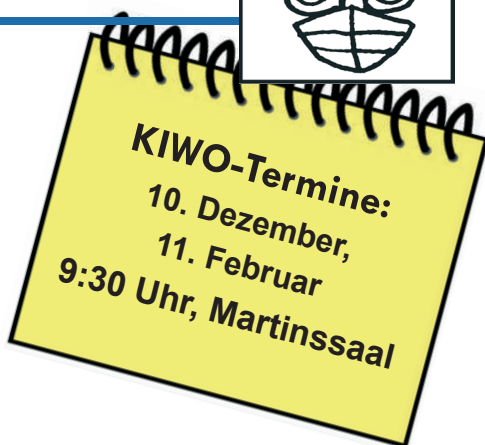 KIWO-Termine:
10. Dezember,
11. Februar
9:30 Uhr, Martinssaal